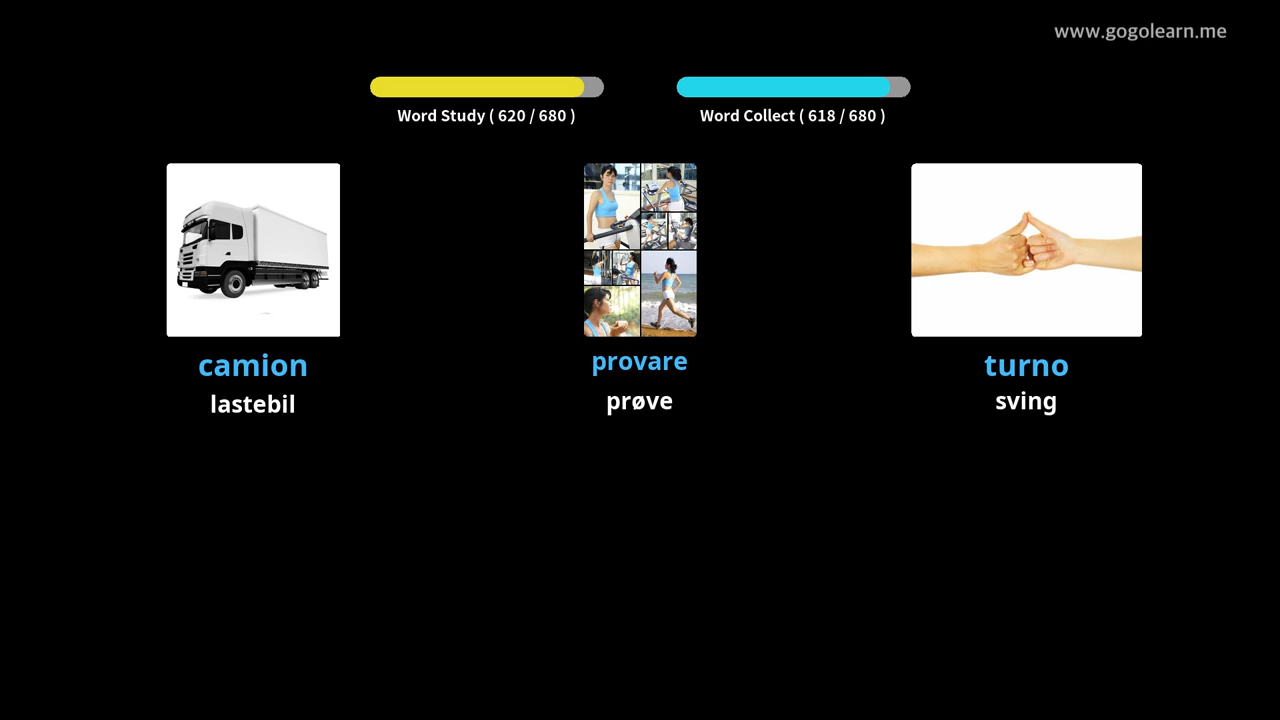 www.gogolearn.me
Word Study ( 620 / 680 )
Word Collect ( 618 / 680 )
camion
lastebil
provare
prøve
turno
sving